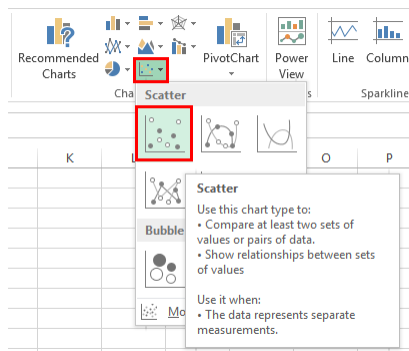 Recommended
Charts
PivotChart
Power
View
Line
Column
Sparkline
Scatter
K
O
P
Scatter
Use this chart type to:
• Compare at least two sets of
values or pairs of data.
• Show relationships between sets
of values
Use it when:
• The data represents separate
measurements.
Bubble